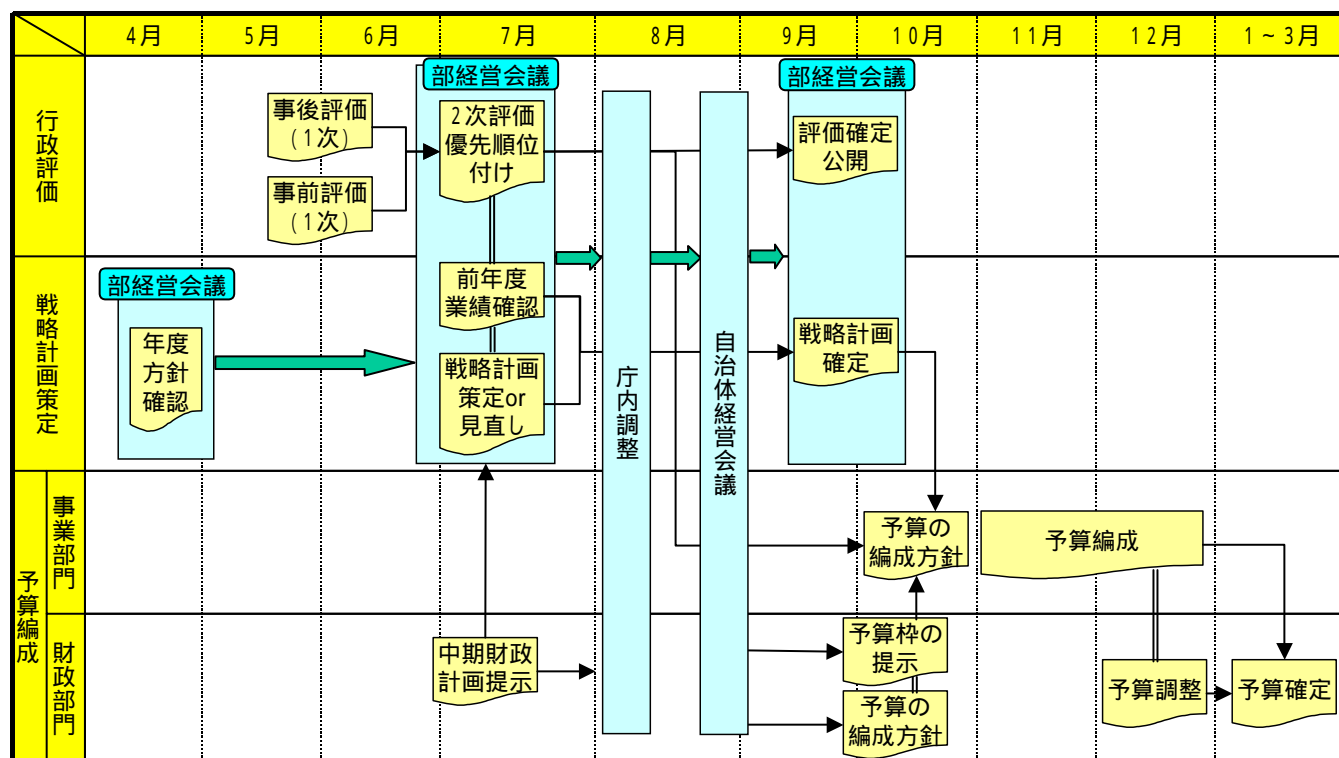 4月
5月
6月
7月
8月
9月
10月
11月
12月
1~3月
行政評価
事後評価
(1次)
事前評価
(1次)
部経営会議
2次評価
優先順位
付け
部経営会議
評価確定
公開
戦略計画策定
部経営会議
年度
方針
確認
前年度
業績確認
戦略計画
策定or
見直し
庁内調整
自治体経営会議
戦略計画
確定
予算編成
事業部門
予算の
編成方針
予算編成
財政部門
中期財政
計画提示
予算枠の
提示
予算の
編成方針
予算調整
予算確定